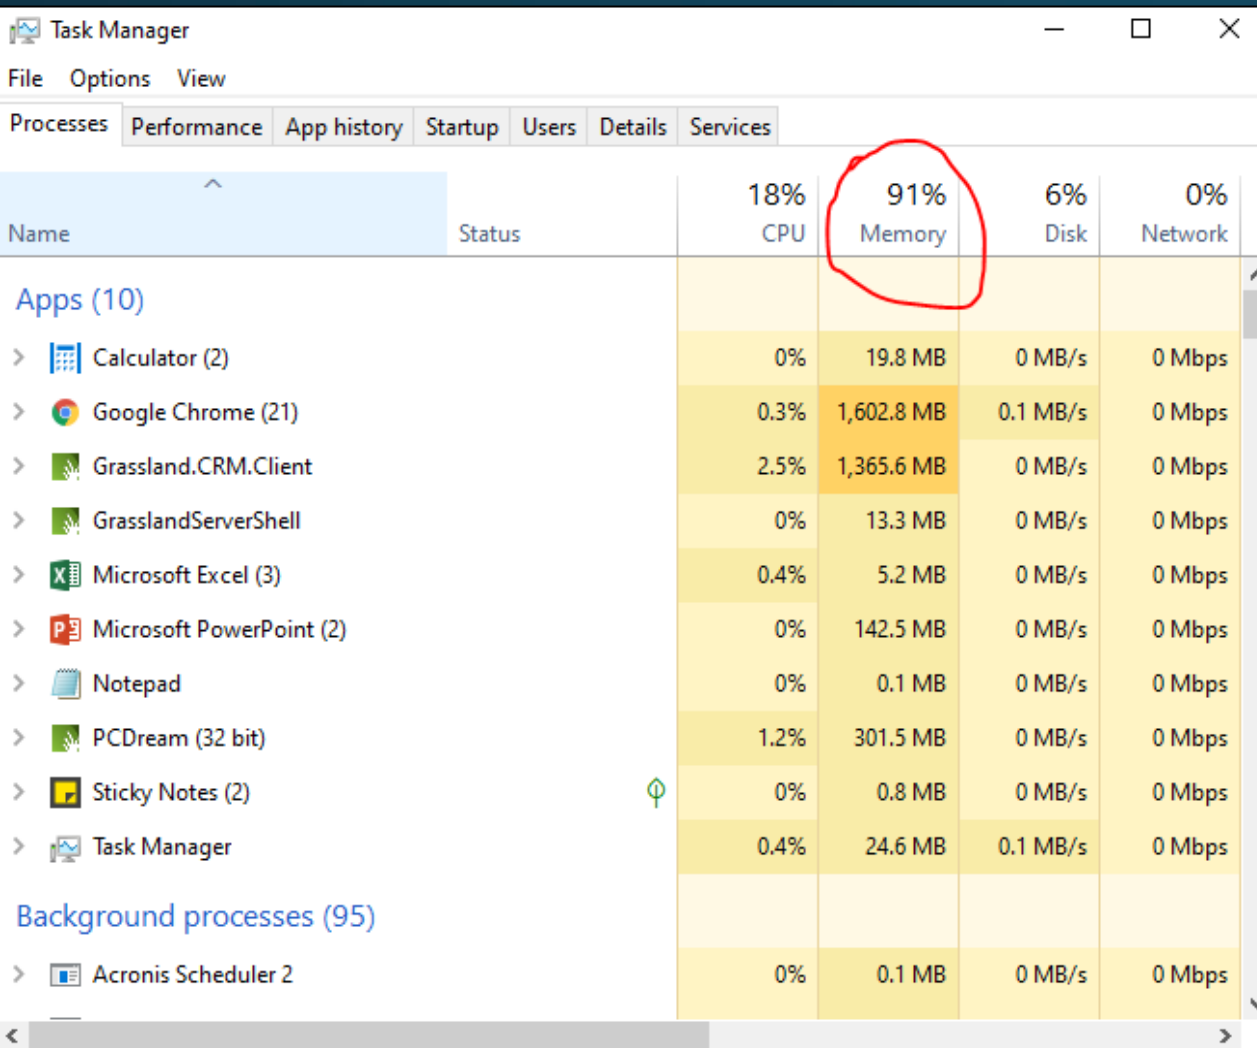 Task Manager
File Options View
Processes Performance App history Startup Users Details Services
18% 91% 6% 0%
Name Status CPU Memory Disk Network
Apps (10)
Calculator (2) 0% 19.8 MB 0 MB/s 0 Mbps
Google Chrome (21) 0.3% 1,602.8 MB 0.1 MB/s 0 Mbps
Grassland.CRM.Client 2.5% 1,365.6 MB 0 MB/s 0 Mbps
GrasslandServerShell 0% 13.3 MB 0 MB/s 0 Mbps
Microsoft Excel (3) 0.4% 5.2 MB 0 MB/s 0 Mbps
Microsoft PowerPoint (2) 0% 142.5 MB 0 MB/s 0 Mbps
Notepad 0% 0.1 MB 0 MB/s 0 Mbps
PCDream (32 bit) 1.2% 301.5 MB 0 MB/s 0 Mbps
Sticky Notes (2) 0% 0.8 MB 0 MB/s 0 Mbps
Task Manager 0.4% 24.6 MB 0.1 MB/s 0 Mbps
Background processes (95)
Acronis Scheduler 2 0% 0.1 MB 0 MB/s 0 Mbps